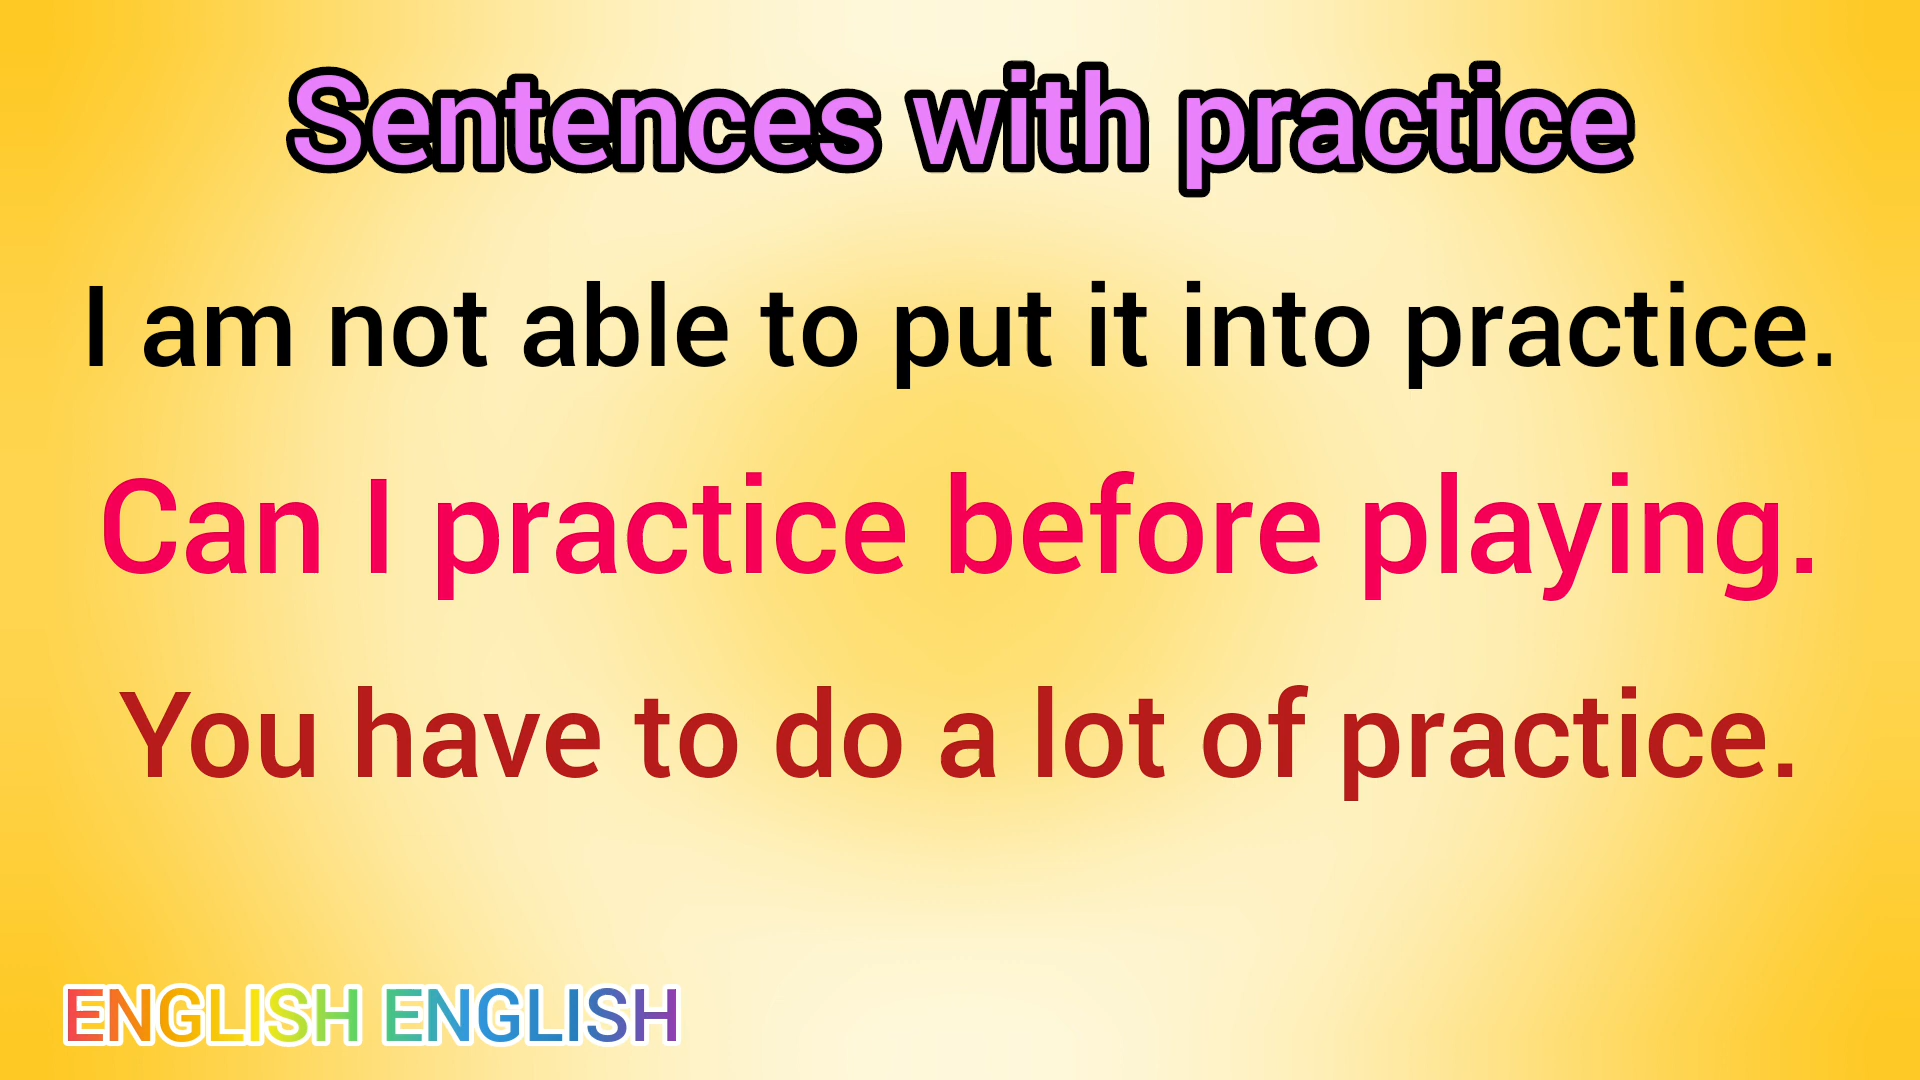 Sentences with practice
I am not able to put it into practice.
Can I practice before playing.
You have to do a lot of practice.
ENGLISH ENGLISH